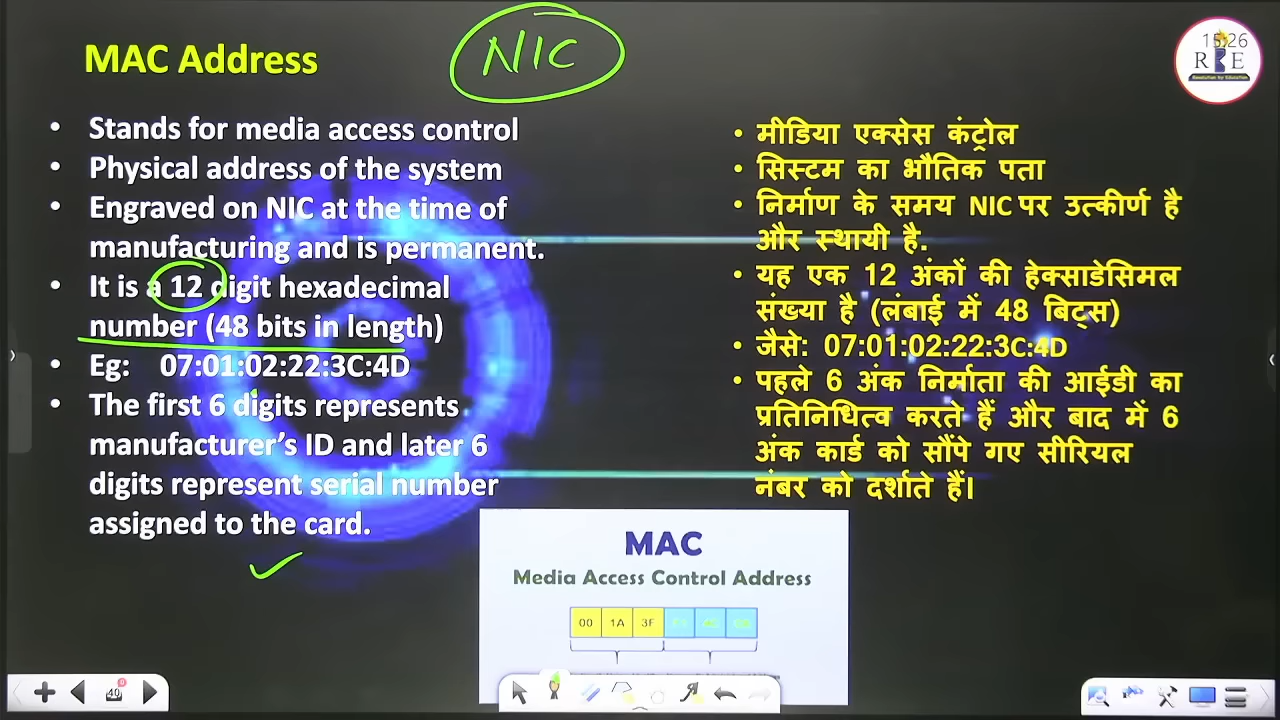 MAC Address
NIC
15:26
R E
Revolution by Education
Stands for media access control
Physical address of the system
Engraved on NIC at the time of
manufacturing and is permanent.
It is a 12 digit hexadecimal
number (48 bits in length)
Eg: 07:01:02:22:3C:4D
The first 6 digits represents
manufacturer's ID and later 6
digits represent serial number
assigned to the card.
मीडिया एक्सेस कंट्रोल
सिस्टम का भौतिक पता
निर्माण के समय NIC पर उत्कीर्ण है
और स्थायी है.
यह एक 12 अंकों की हेक्साडेसिमल
संख्या है (लंबाई में 48 बिट्स)
जैसे: 07:01:02:22:3C:4D
पहले 6 अंक निर्माता की आईडी का
प्रतिनिधित्व करते हैं और बाद में 6
अंक कार्ड को सौंपे गए सीरियल
नंबर को दर्शाते हैं।
MAC
Media Access Control Address
00 1A 3F
40